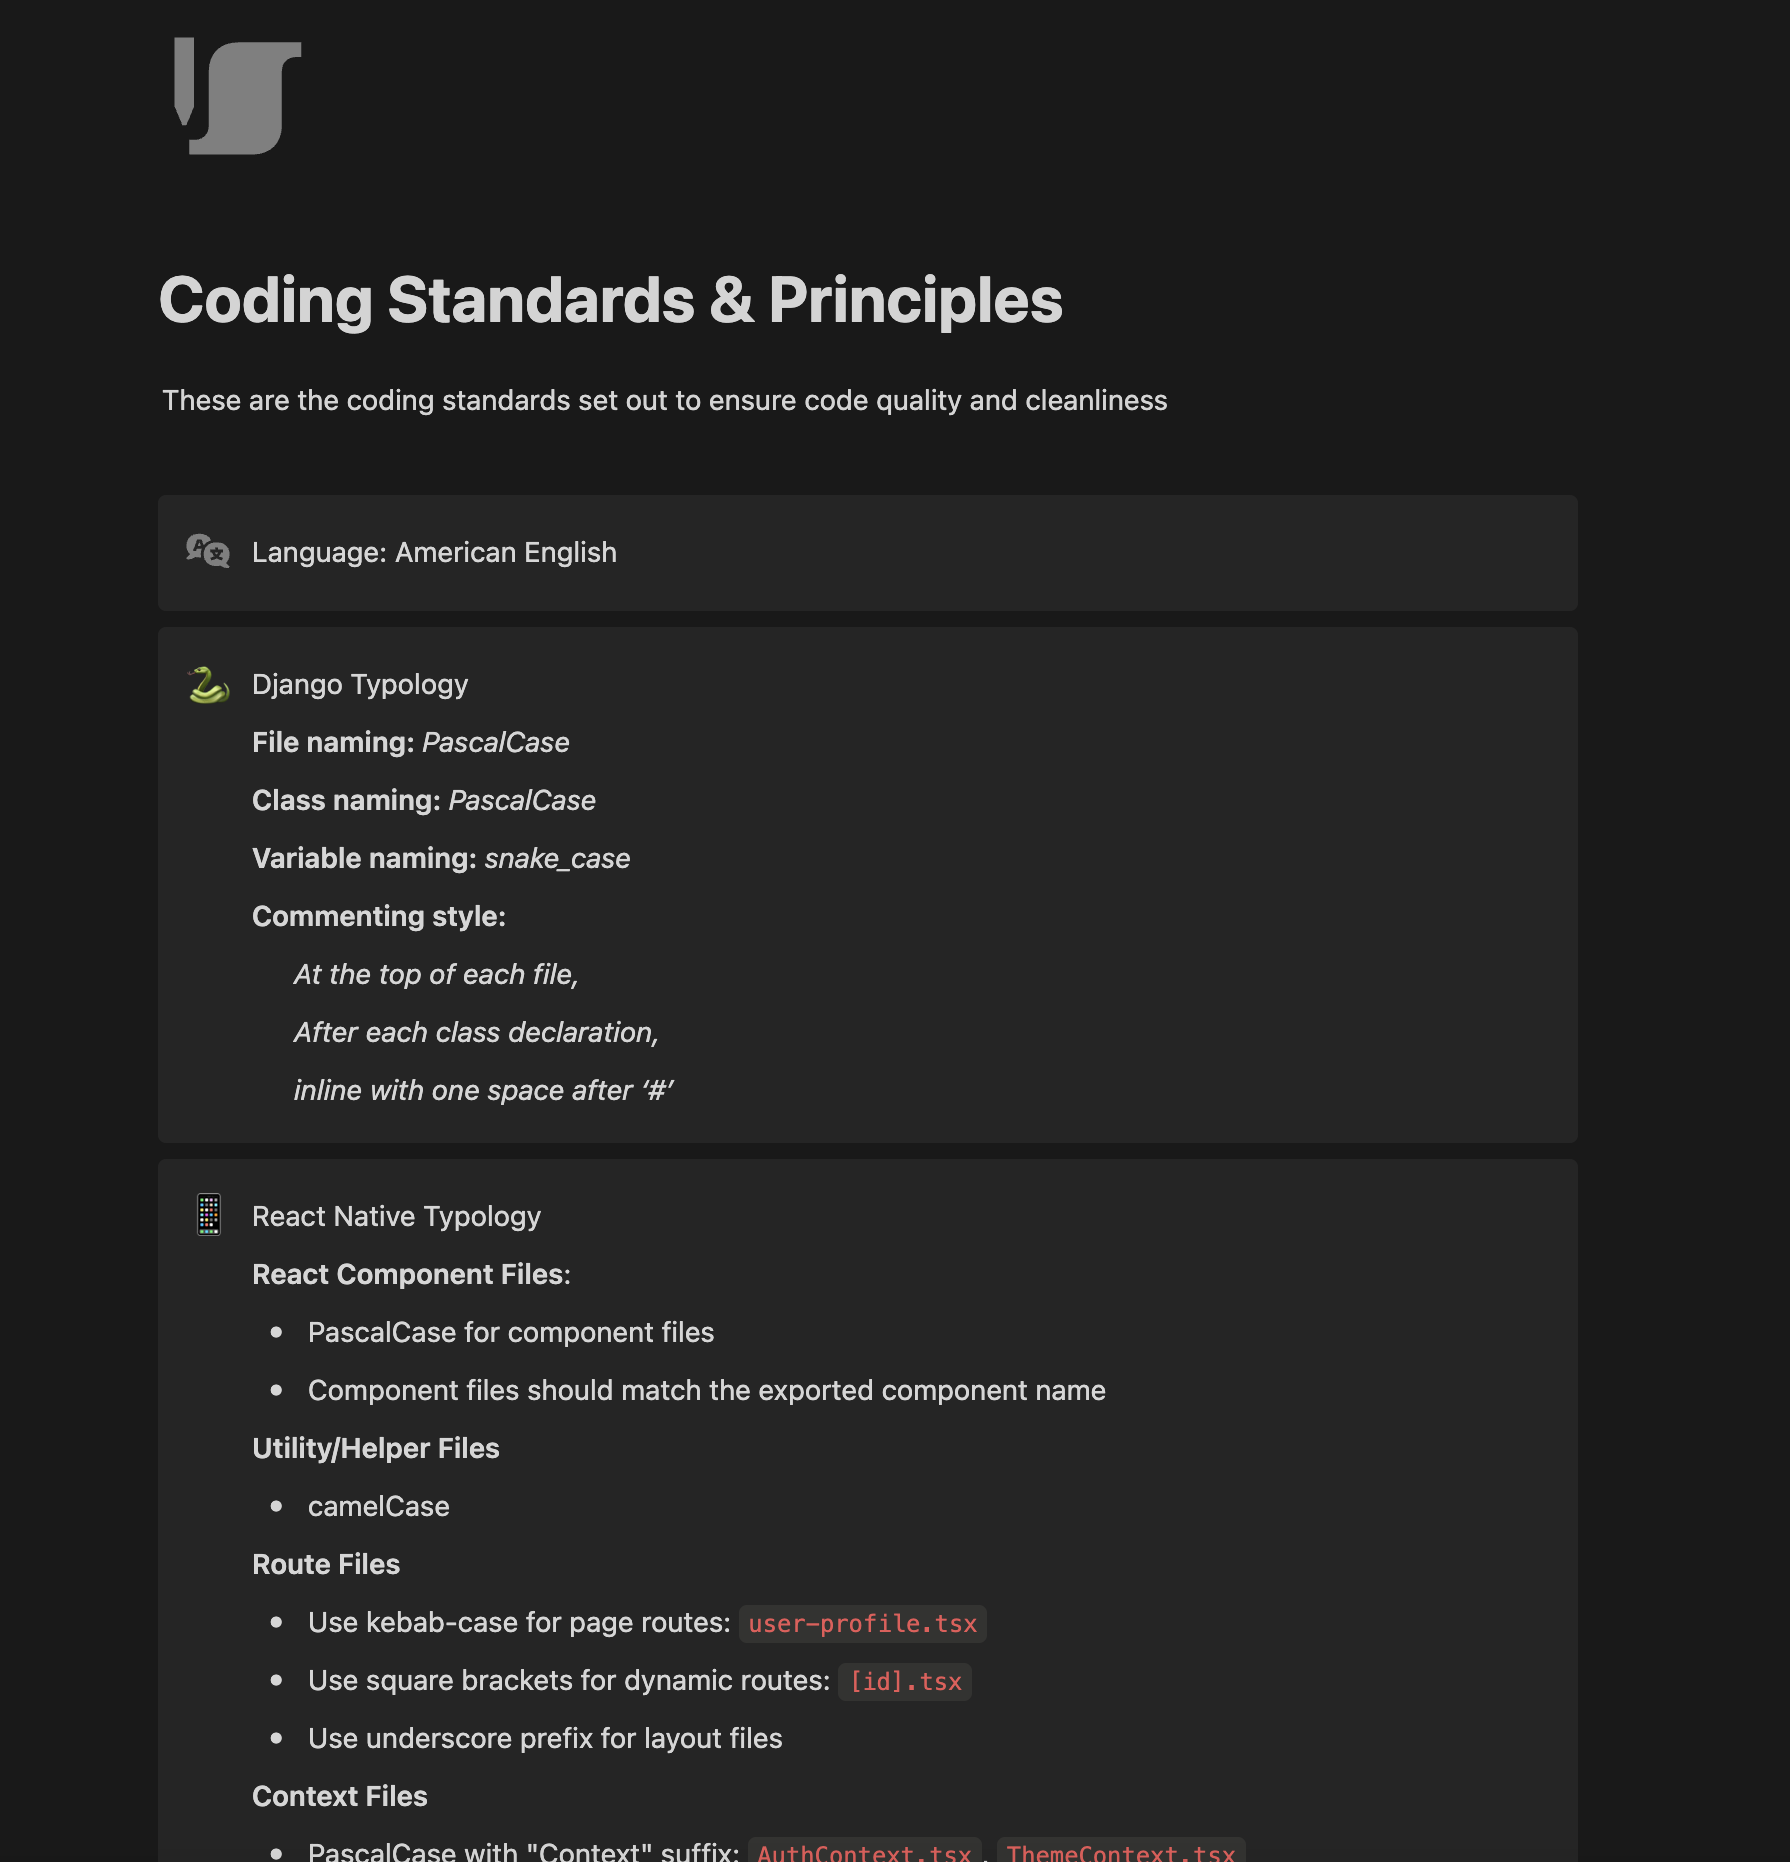 Coding Standards & Principles
These are the coding standards set out to ensure code quality and cleanliness
Language: American English
Django Typology
File naming: PascalCase
Class naming: PascalCase
Variable naming: snake_case
Commenting style:
At the top of each file,
After each class declaration,
inline with one space after ‘#’
React Native Typology
React Component Files:
• PascalCase for component files
• Component files should match the exported component name
Utility/Helper Files
• camelCase
Route Files
• Use kebab-case for page routes: user-profile.tsx
• Use square brackets for dynamic routes: [id].tsx
• Use underscore prefix for layout files
Context Files
• PascalCase with "Context" suffix: AuthContext.tsx, ThemeContext.tsx